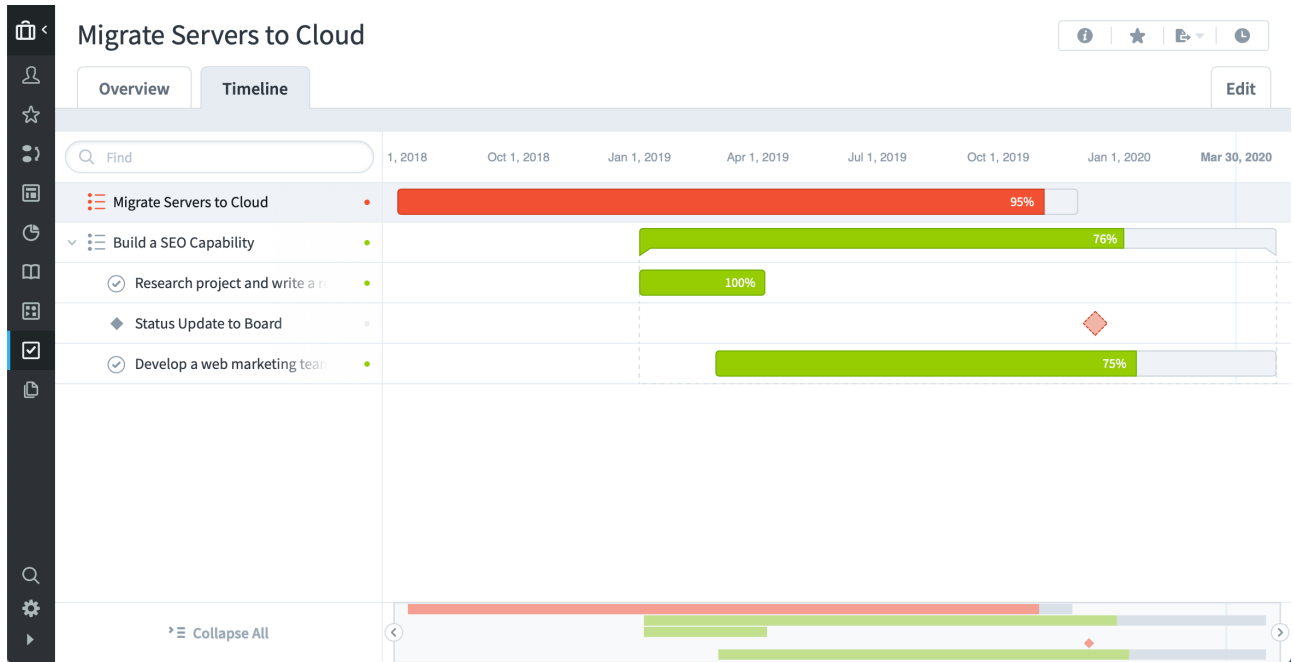 Migrate Servers to Cloud
Overview
Timeline
Edit
Find
1, 2018
Oct 1, 2018
Jan 1, 2019
Apr 1, 2019
Jul 1, 2019
Oct 1, 2019
Jan 1, 2020
Mar 30, 2020
Migrate Servers to Cloud
95%
Build a SEO Capability
76%
Research project and write a
100%
Status Update to Board
Develop a web marketing
75%
Collapse All